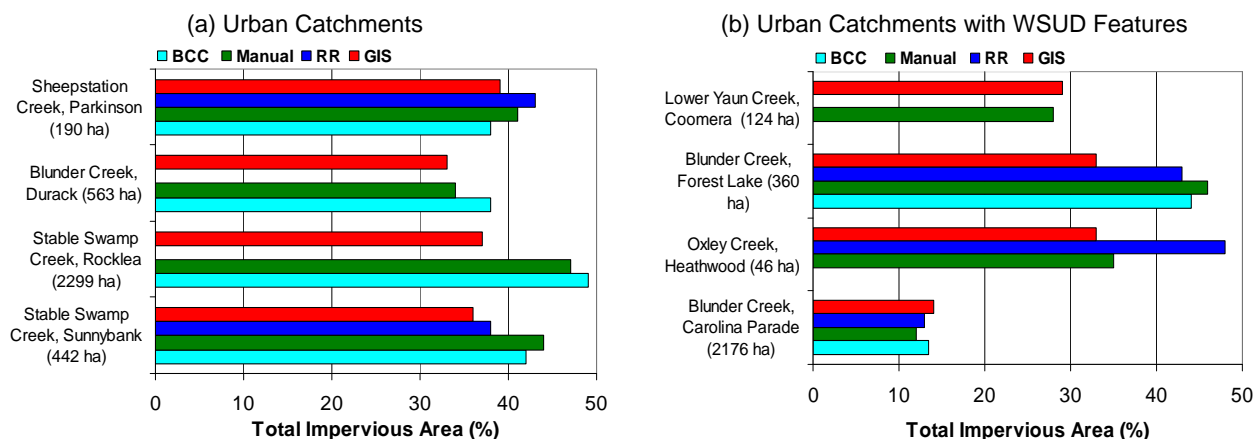 (a) Urban Catchments
BCC Manual RR GIS
Sheepstation
Creek, Parkinson
(190 ha)
Blunder Creek,
Durack (563 ha)
Stable Swamp
Creek, Rocklea
(2299 ha)
Stable Swamp
Creek, Sunnybank
(442 ha)
0 10 20 30 40 50
Total Impervious Area (%)
(b) Urban Catchments with WSUD Features
BCC Manual RR GIS
Lower Yaun Creek,
Coomera (124 ha)
Blunder Creek,
Forest Lake (360
ha)
Oxley Creek,
Heathwood (46 ha)
Blunder Creek,
Carolina Parade
(2176 ha)
0 10 20 30 40 50
Total Impervious Area (%)